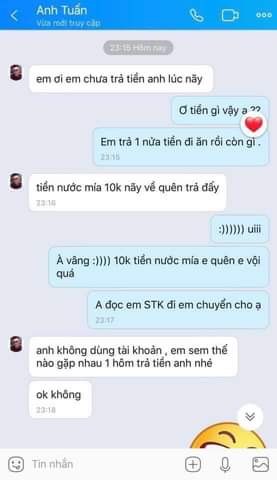 Anh Tuấn
Vừa mới truy cập
23:15 Hôm nay
em ơi em chưa trả tiền anh lúc nãy
Ơ tiền gì vậy a ??
Em trả 1 nửa tiền đi ăn rồi còn gì .
23:15
tiền nước mía 10k nãy về quên trả đấy
23:16
:)))))) uiii
À vâng :)))) 10k tiền nước mía e quên e vội
quá
A đọc em STK đi em chuyển cho ạ
23:17
anh không dùng tài khoản , em sem thế
nào gặp nhau 1 hôm trả tiền anh nhé
ok không
23:18
Tin nhắn